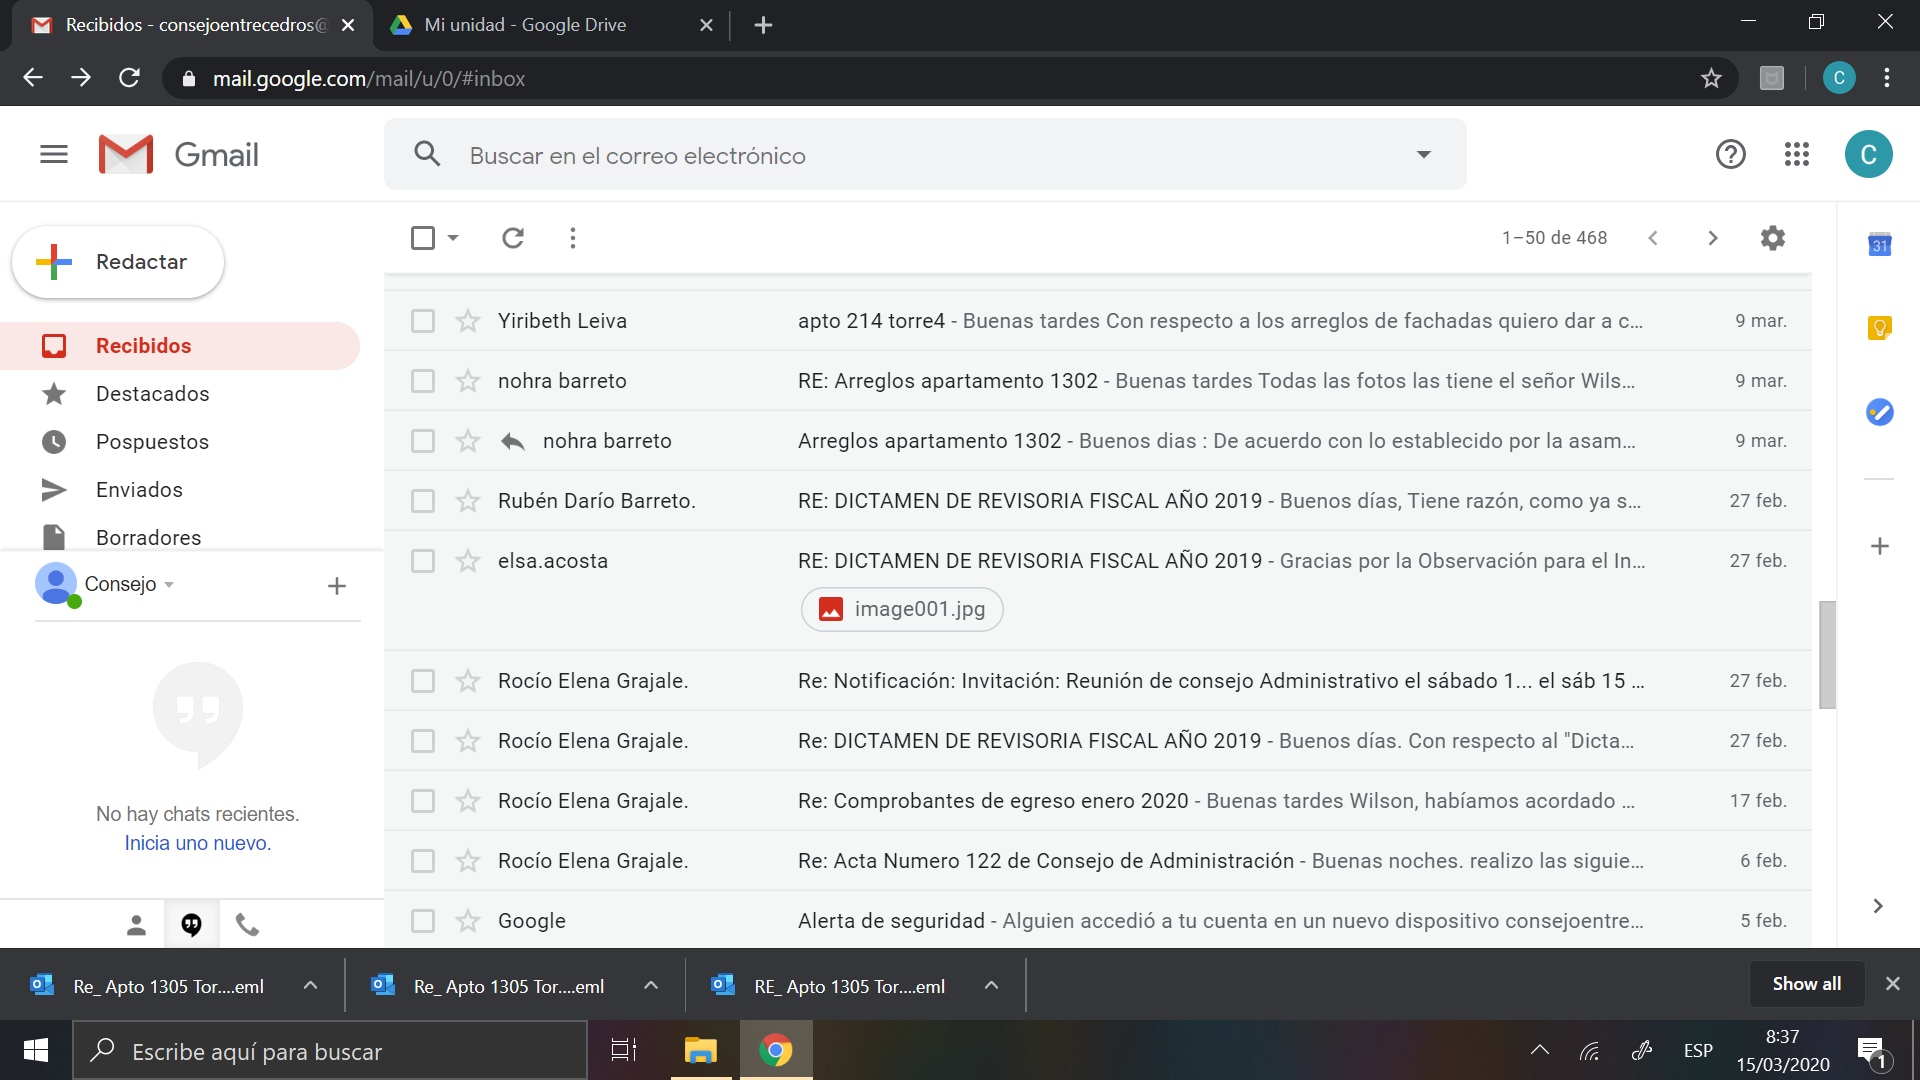 Recibidos - consejoentrecedros@
Mi unidad - Google Drive
mail.google.com/mail/u/0/#inbox
C
Gmail
Buscar en el correo electrónico
C
Redactar
1–50 de 468
31
Recibidos
Destacados
Pospuestos
Enviados
Borradores
Consejo
No hay chats recientes.
Inicia uno nuevo.
Yiribeth Leiva apto 214 torre4 - Buenas tardes Con respecto a los arreglos de fachadas quiero dar a c... 9 mar.
nohra barreto RE: Arreglos apartamento 1302 - Buenas tardes Todas las fotos las tiene el señor Wils... 9 mar.
nohra barreto Arreglos apartamento 1302 - Buenos dias : De acuerdo con lo establecido por la asam... 9 mar.
Rubén Darío Barreto. RE: DICTAMEN DE REVISORIA FISCAL AÑO 2019 - Buenos días, Tiene razón, como ya s... 27 feb.
elsa.acosta RE: DICTAMEN DE REVISORIA FISCAL AÑO 2019 - Gracias por la Observación para el In... 27 feb.
image001.jpg
Rocío Elena Grajale. Re: Notificación: Invitación: Reunión de consejo Administrativo el sábado 1... el sáb 15 ... 27 feb.
Rocío Elena Grajale. Re: DICTAMEN DE REVISORIA FISCAL AÑO 2019 - Buenos días. Con respecto al "Dicta... 27 feb.
Rocío Elena Grajale. Re: Comprobantes de egreso enero 2020 - Buenas tardes Wilson, habíamos acordado ... 17 feb.
Rocío Elena Grajale. Re: Acta Numero 122 de Consejo de Administración - Buenas noches. realizo las siguie... 6 feb.
Google Alerta de seguridad - Alguien accedió a tu cuenta en un nuevo dispositivo consejoentre... 5 feb.
Re_ Apto 1305 Tor....eml
Re_ Apto 1305 Tor....eml
RE_ Apto 1305 Tor....eml
Show all
Escribe aquí para buscar
ESP
8:37
15/03/2020
1